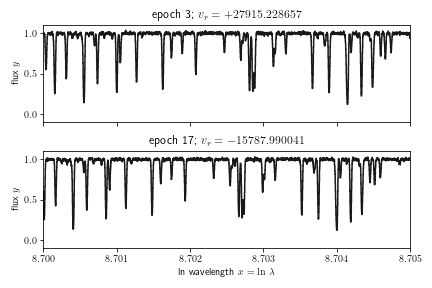 epoch 3; v_r = +27915.228657
1.0
0.5
0.0
flux y
epoch 17; v_r = −15787.990041
1.0
0.5
0.0
flux y
8.700 8.701 8.702 8.703 8.704 8.705
ln wavelength x = ln λ